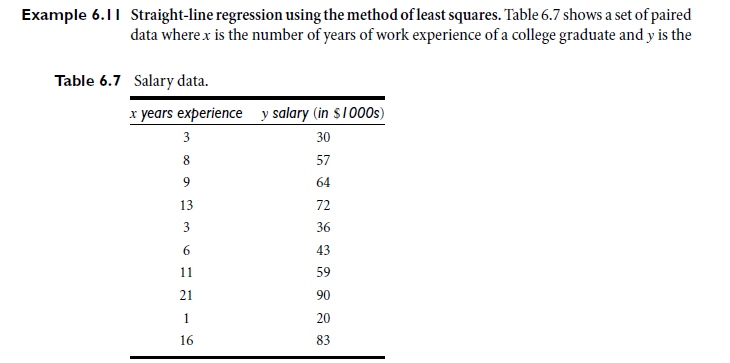 Example 6.11 Straight-line regression using the method of least squares. Table 6.7 shows a set of paired
data where x is the number of years of work experience of a college graduate and y is the
Table 6.7 Salary data.
x years experience y salary (in $1000s)
3 30
8 57
9 64
13 72
3 36
6 43
11 59
21 90
1 20
16 83